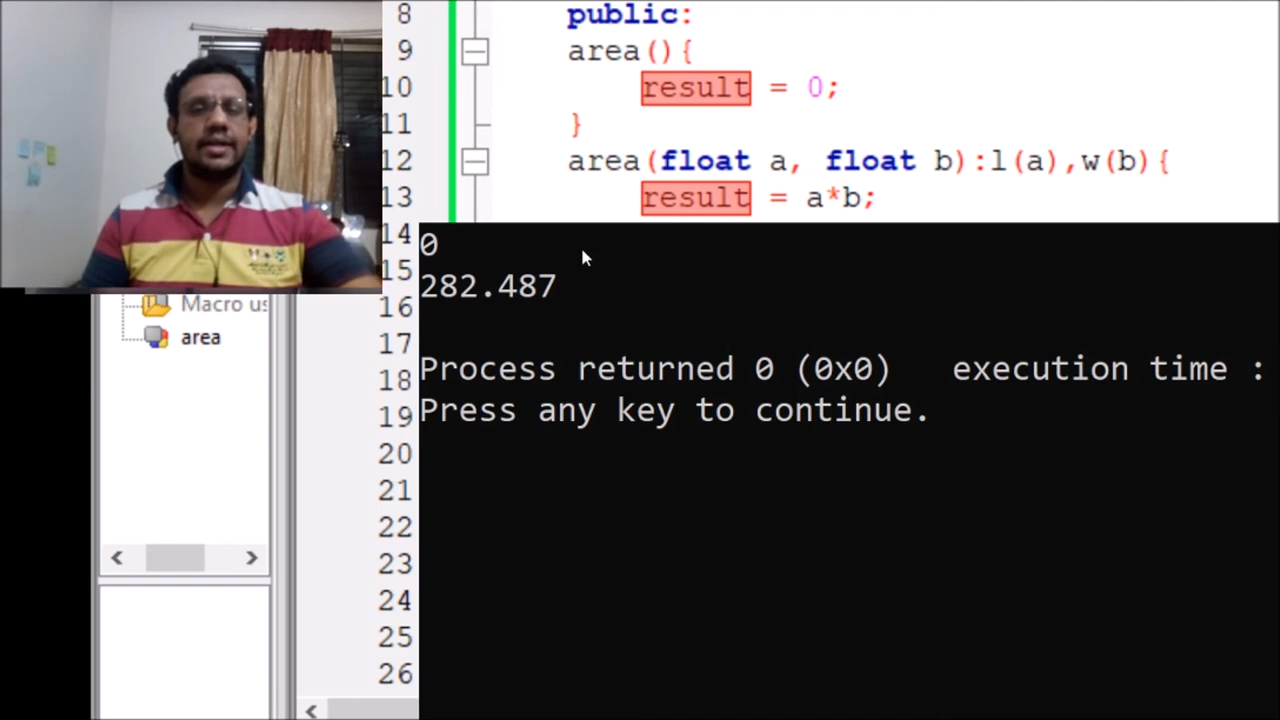 8 public:
9 area(){
10 result = 0;
11 }
12 area(float a, float b):l(a),w(b){
13 result = a*b;
14
15
16
17
18
19
20
21
22
23
24
25
26
0
282.487
Process returned 0 (0x0) execution time :
Press any key to continue.
Macro us
area